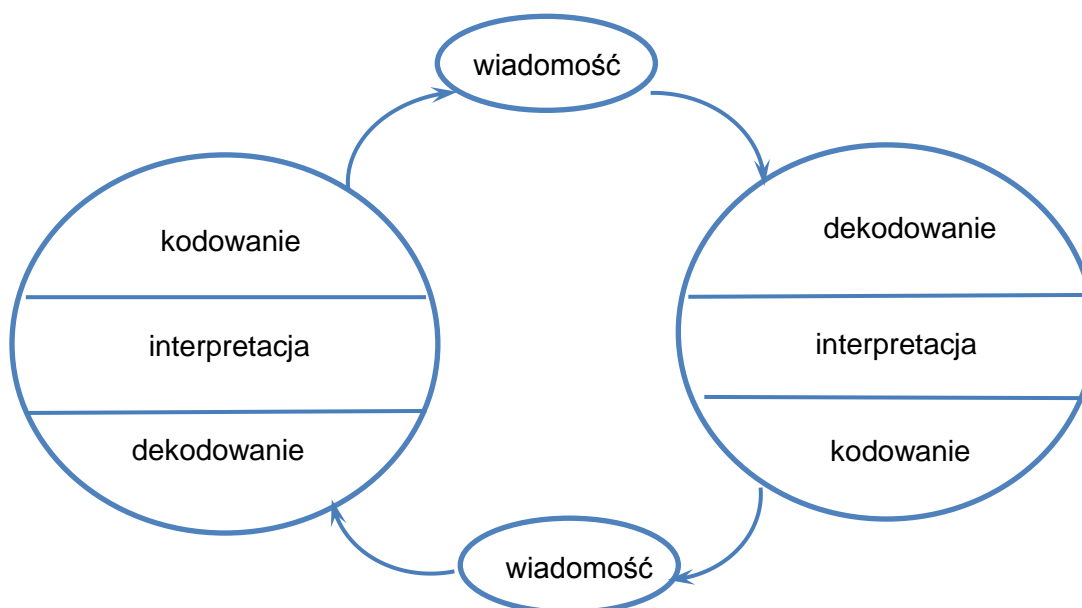 wiadomość
kodowanie
interpretacja
dekodowanie
dekodowanie
interpretacja
kodowanie
wiadomość